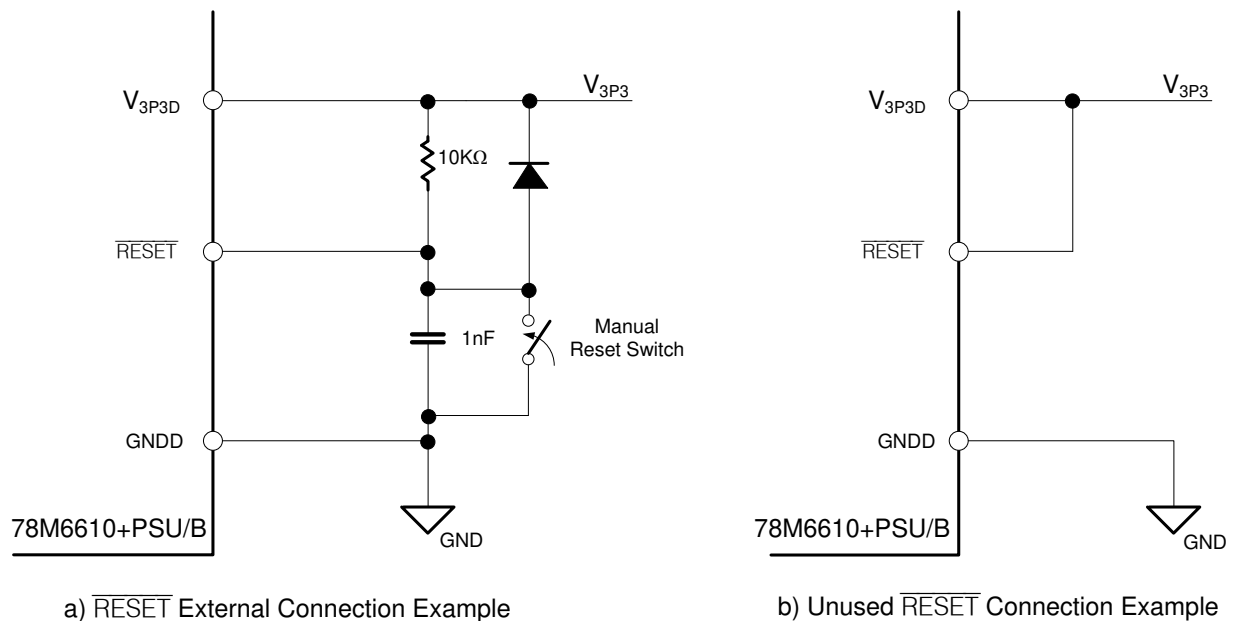 V3P3D
V3P3
10KΩ
RESET
1nF
Manual
Reset Switch
GNDD
78M6610+PSU/B
GND
a) RESET External Connection Example
V3P3D
V3P3
RESET
GNDD
78M6610+PSU/B
GND
b) Unused RESET Connection Example